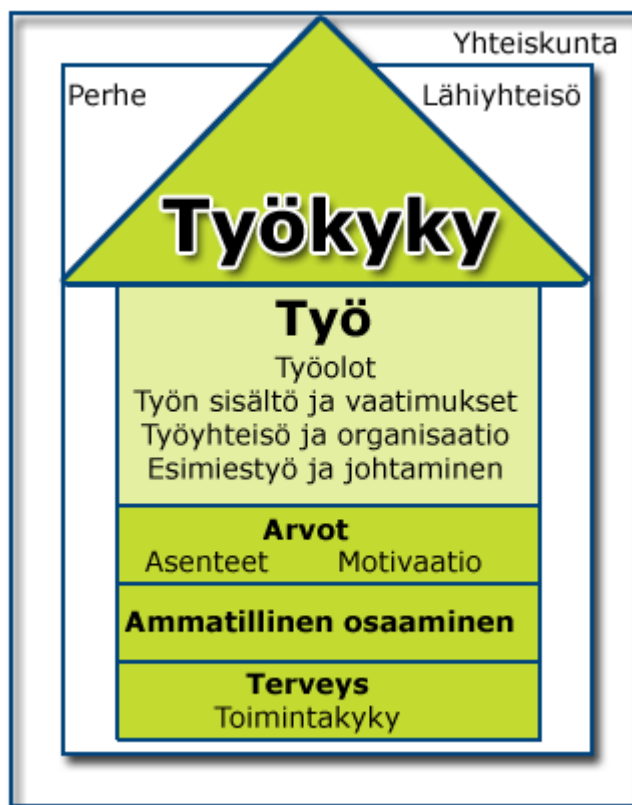 Yhteiskunta
Perhe Lähiyhteisö
Työkyky
Työ
Työolot
Työn sisältö ja vaatimukset
Työyhteisö ja organisaatio
Esimiestyö ja johtaminen
Arvot
Asenteet Motivaatio
Ammatillinen osaaminen
Terveys
Toimintakyky